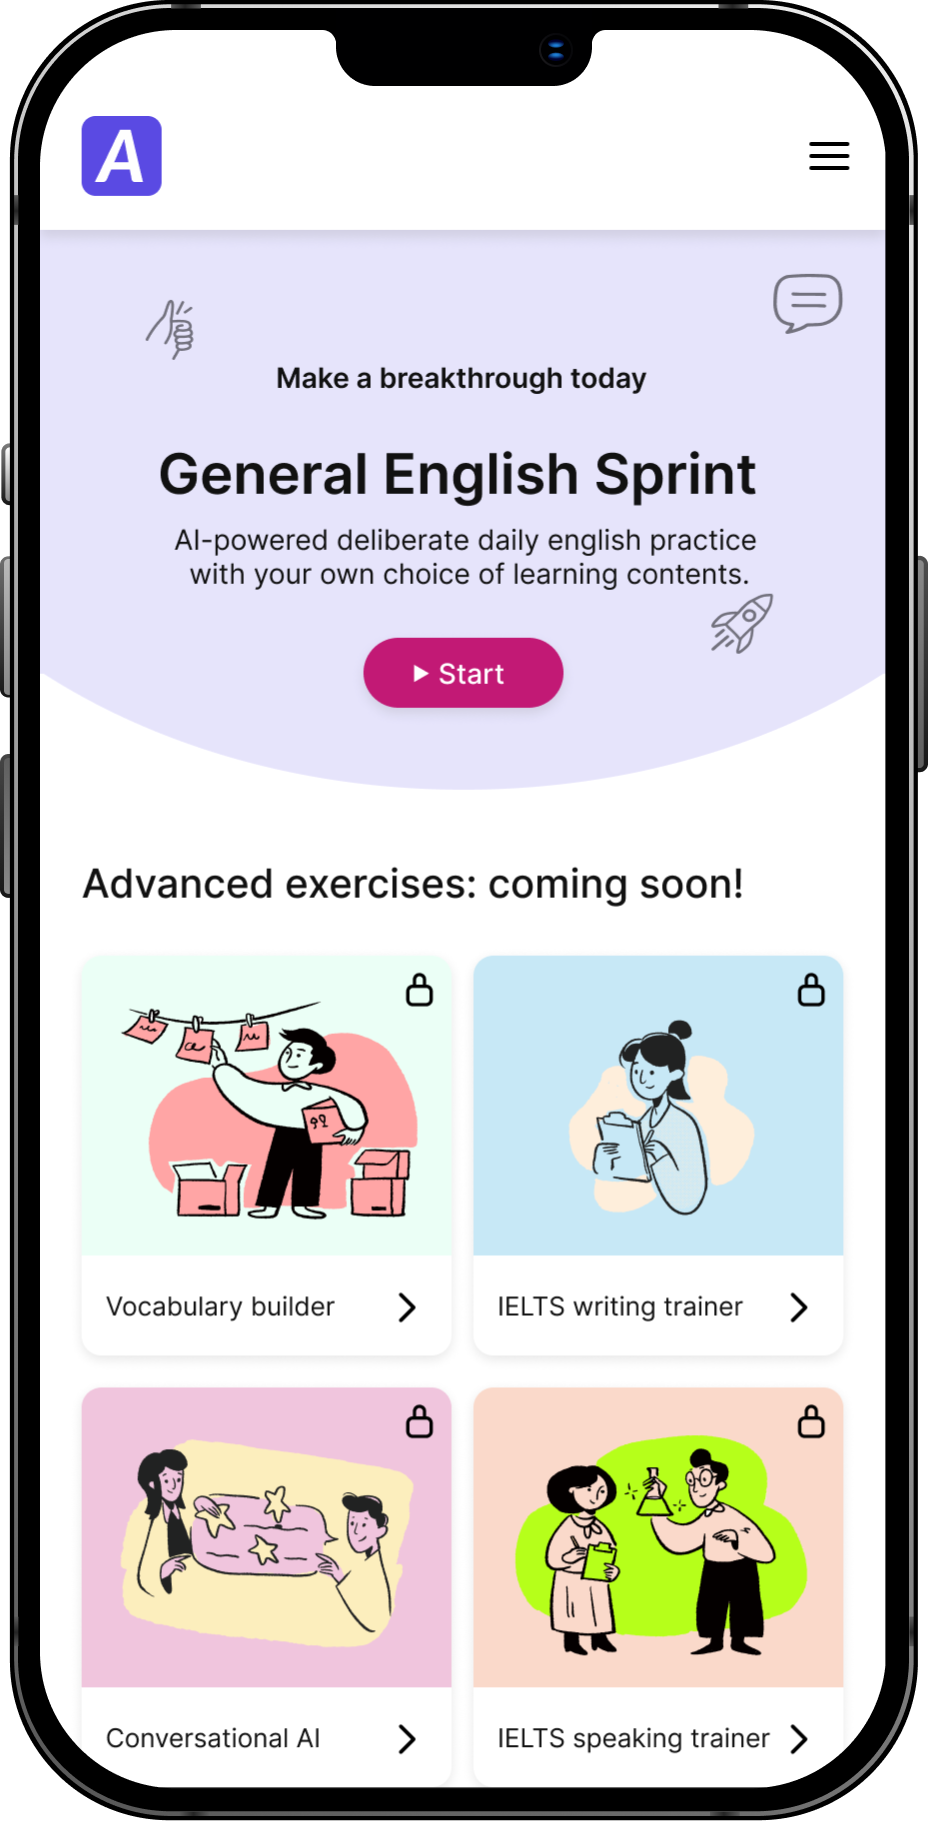 A
Make a breakthrough today
General English Sprint
AI-powered deliberate daily english practice
with your own choice of learning contents.
Start
Advanced exercises: coming soon!
Vocabulary builder
IELTS writing trainer
Conversational AI
IELTS speaking trainer